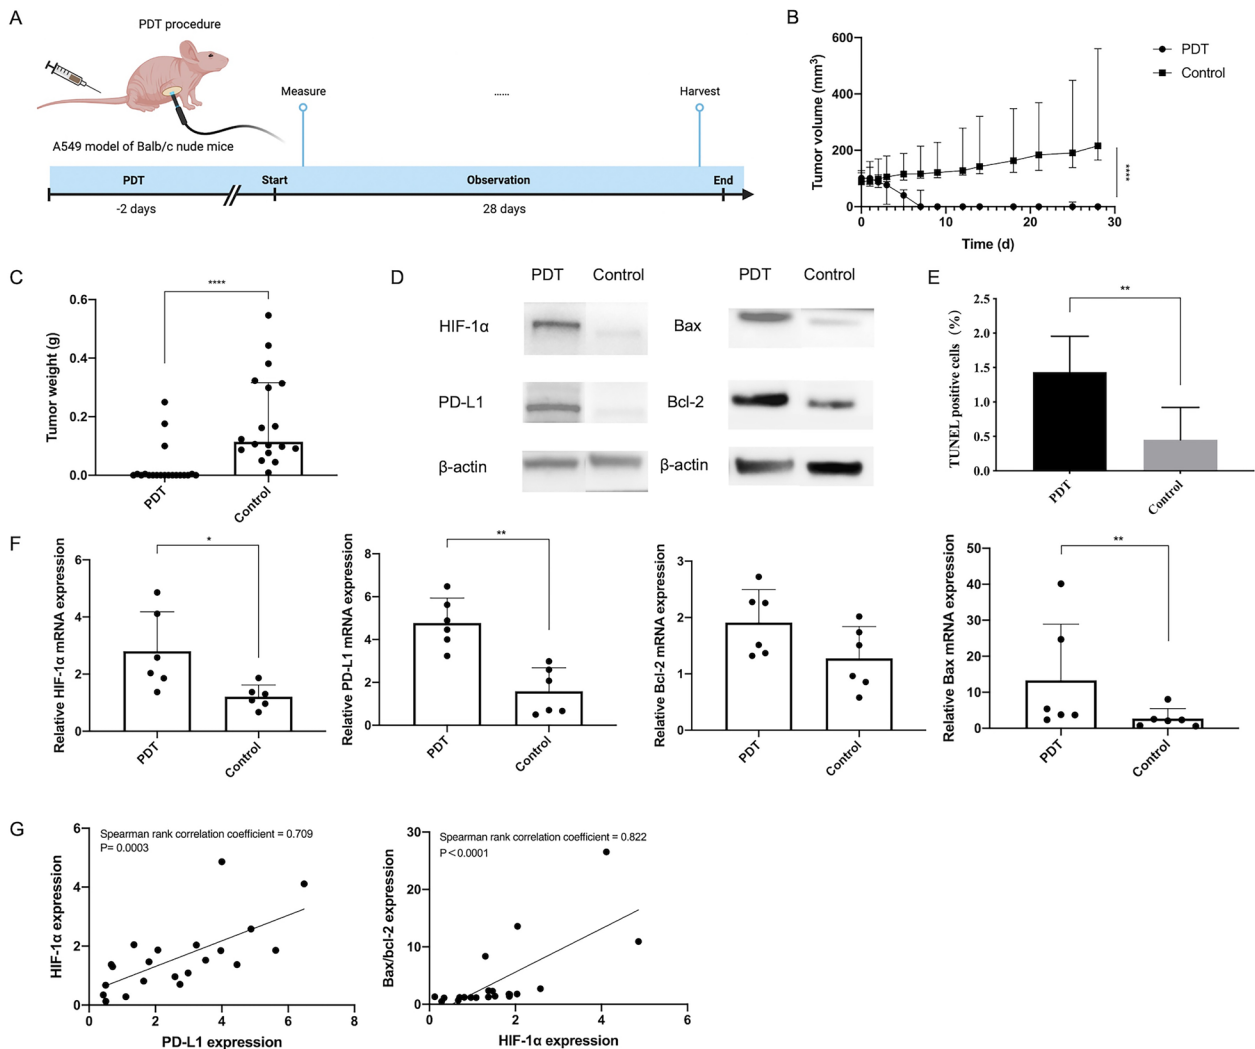 A
PDT procedure
A549 model of Balb/c nude mice
Measure
......
Harvest
PDT
Start
Observation
End
-2 days
28 days
B
Tumor volume (mm³)
600
400
200
0
0
10
20
30
Time (d)
PDT
Control
****
C
Tumor weight (g)
0.6
0.4
0.2
0.0
****
PDT
Control
D
PDT
Control
PDT
Control
HIF-1α
Bax
PD-L1
Bcl-2
β-actin
β-actin
E
TUNEL positive cells (%)
2.5
2.0
1.5
1.0
0.5
0.0
**
PDT
Control
F
Relative HIF-1α mRNA expression
6
4
2
0
*
PDT
Control
Relative PD-L1 mRNA expression
8
6
4
2
0
**
PDT
Control
Relative Bcl-2 mRNA expression
3
2
1
0
PDT
Control
Relative Bax mRNA expression
50
40
30
20
10
0
**
PDT
Control
G
Spearman rank correlation coefficient = 0.709
P= 0.0003
HIF-1α expression
6
4
2
0
0
2
4
6
8
PD-L1 expression
Spearman rank correlation coefficient = 0.822
P<0.0001
Bax/bcl-2 expression
30
20
10
0
0
2
4
6
HIF-1α expression